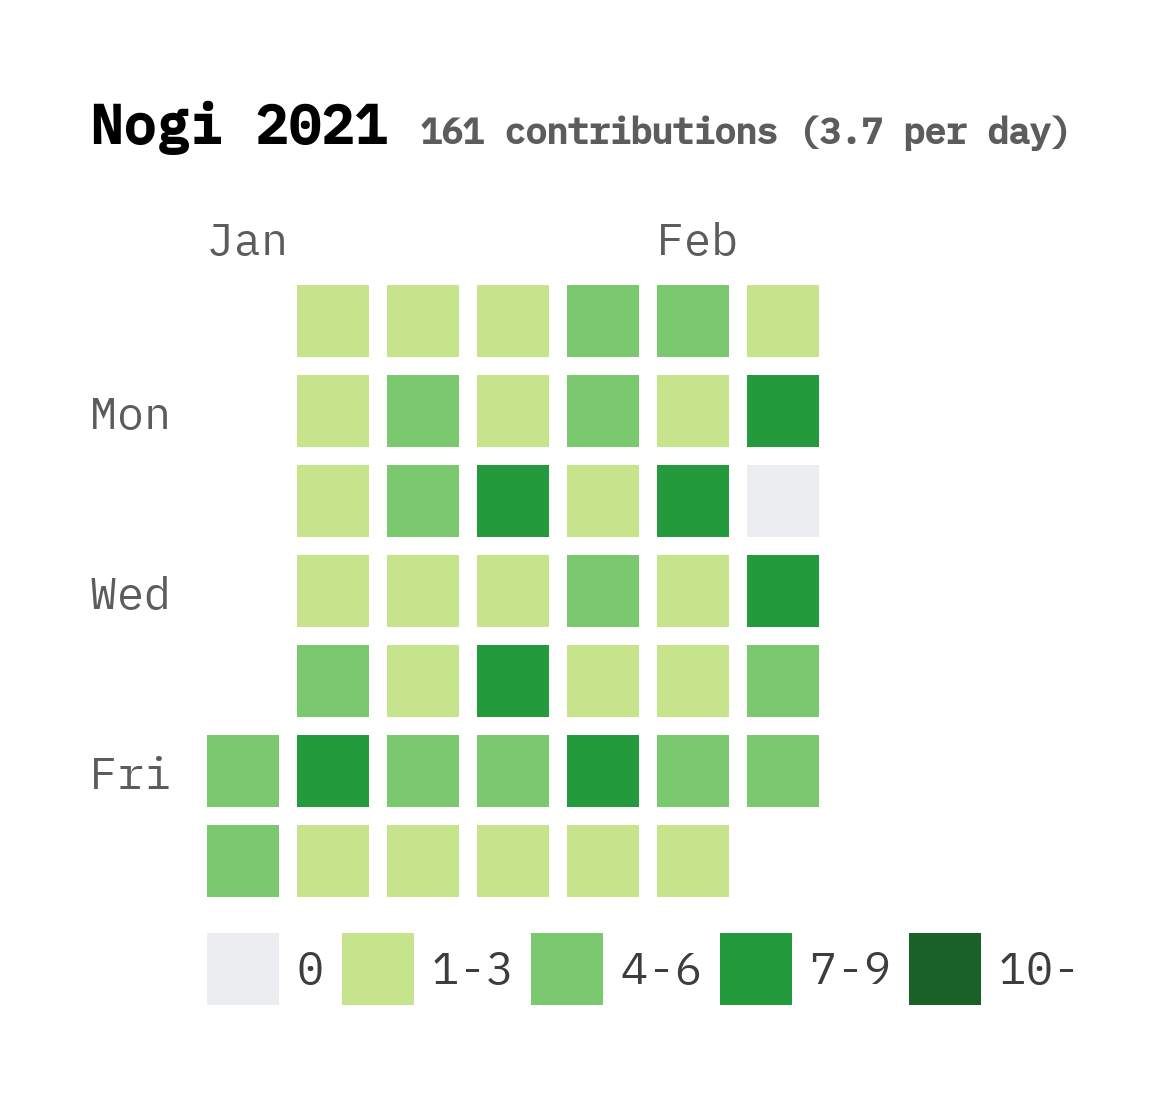 Nogi 2021 161 contributions (3.7 per day)
Jan Feb
Mon
Wed
Fri
0 1-3 4-6 7-9 10-